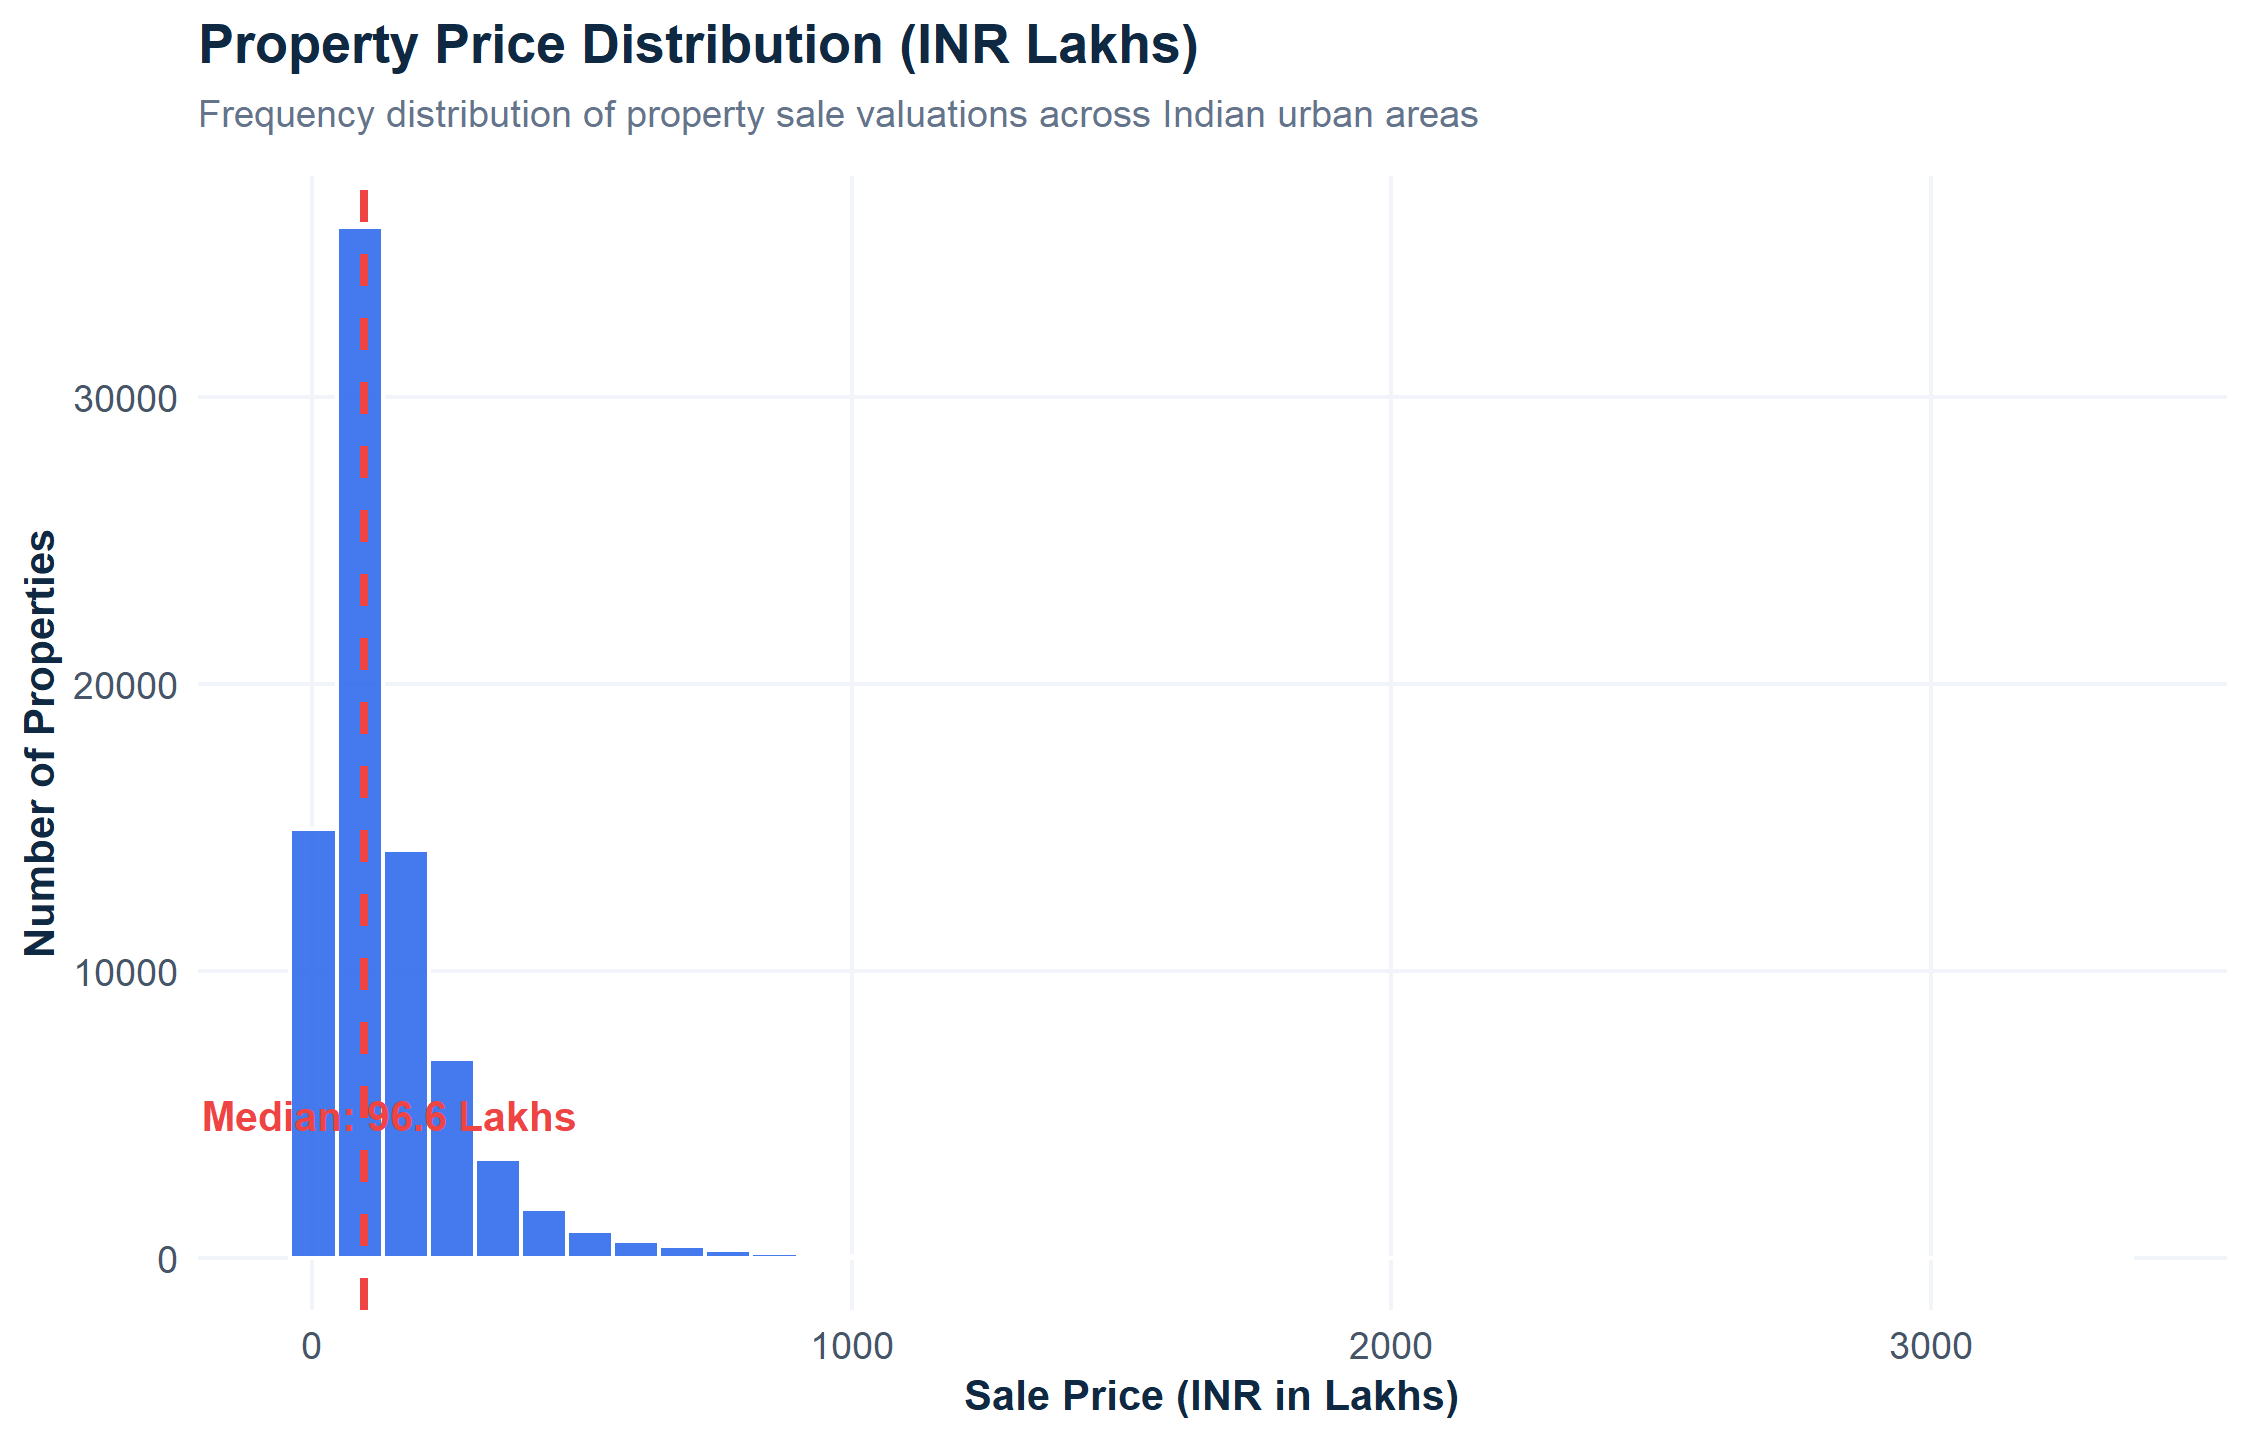 Property Price Distribution (INR Lakhs)
Frequency distribution of property sale valuations across Indian urban areas
Number of Properties
30000
20000
10000
0
Median: 96.6 Lakhs
0
1000
2000
3000
Sale Price (INR in Lakhs)